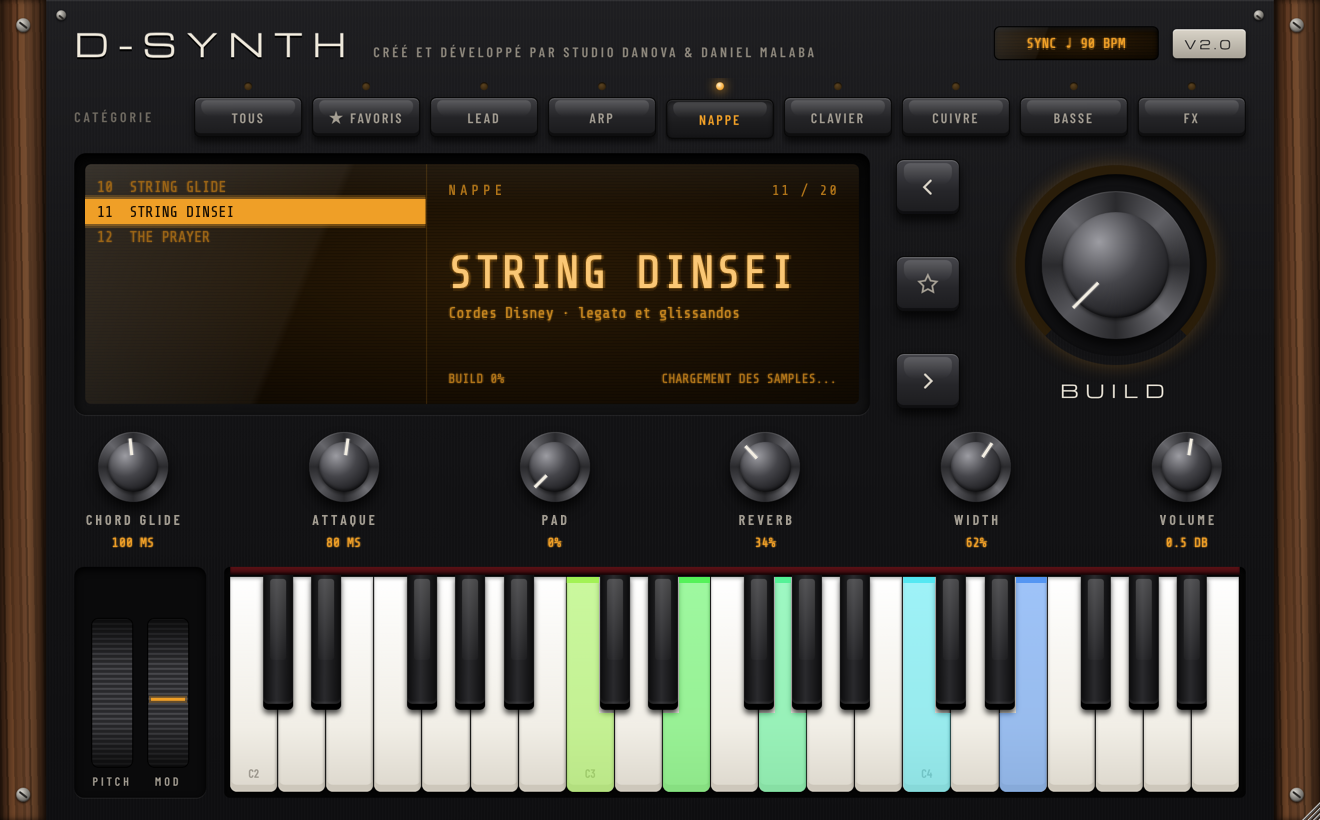 D-SYNTH
CRÉÉ ET DÉVELOPPÉ PAR STUDIO DANOVA & DANIEL MALABA
SYNC ♩ 90 BPM
V2.0
CATÉGORIE
TOUS
★ FAVORIS
LEAD
ARP
NAPPE
CLAVIER
CUIVRE
BASSE
FX
10 STRING GLIDE
11 STRING DINSEI
12 THE PRAYER
NAPPE
11 / 20
STRING DINSEI
Cordes Disney · legato et glissandos
BUILD 0%
CHARGEMENT DES SAMPLES...
BUILD
CHORD GLIDE
100 MS
ATTAQUE
80 MS
PAD
0%
REVERB
34%
WIDTH
62%
VOLUME
0.5 DB
PITCH
MOD
C2
C3
C4